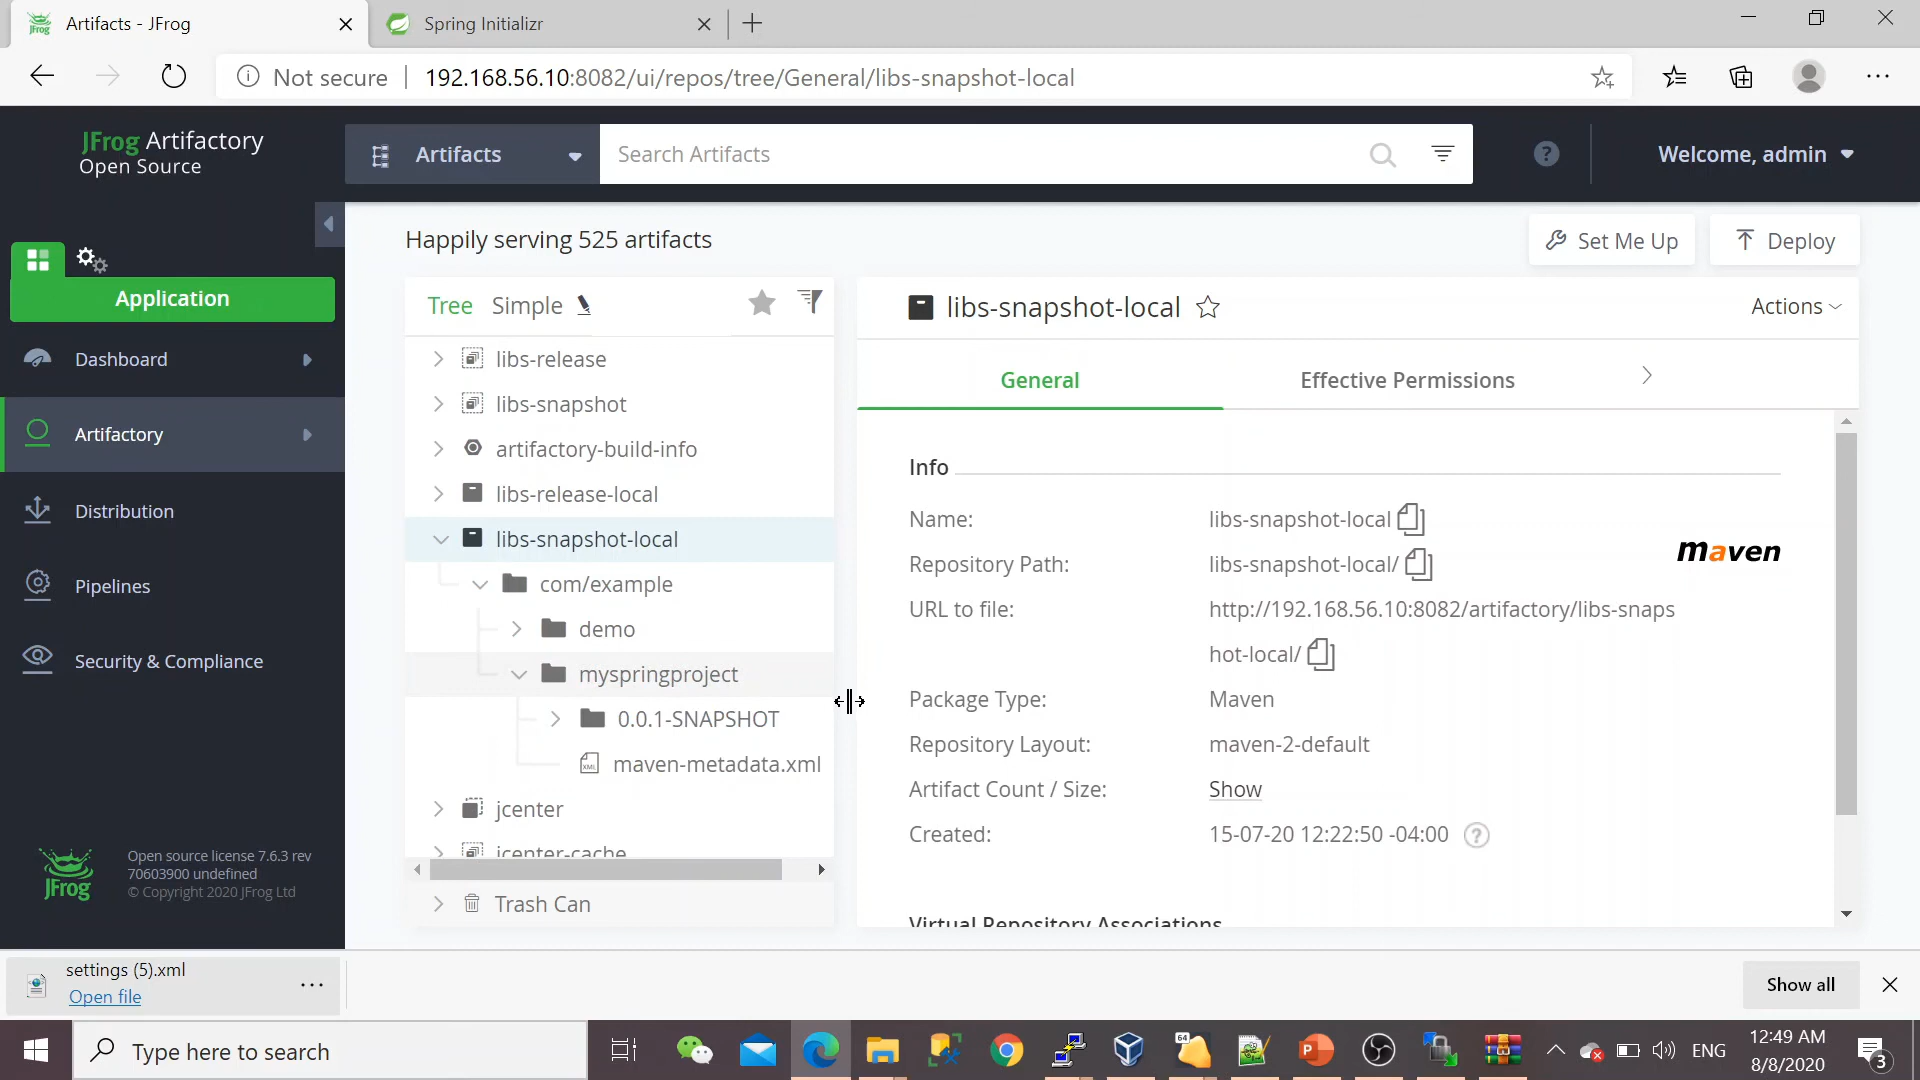 Artifacts - JFrog
Spring Initializr
Not secure
192.168.56.10:8082/ui/repos/tree/General/libs-snapshot-local
JFrog Artifactory
Open Source
Artifacts
Search Artifacts
Welcome, admin
Happily serving 525 artifacts
Set Me Up
Deploy
Application
Dashboard
Artifactory
Distribution
Pipelines
Security & Compliance
JFrog
Open source license 7.6.3 rev
70603900 undefined
© Copyright 2020 JFrog Ltd
Tree
Simple
libs-release
libs-snapshot
artifactory-build-info
libs-release-local
libs-snapshot-local
com/example
demo
myspringproject
0.0.1-SNAPSHOT
maven-metadata.xml
jcenter
jcenter-cache
Trash Can
libs-snapshot-local
Actions
General
Effective Permissions
Info
Name: libs-snapshot-local
maven
Repository Path: libs-snapshot-local/
URL to file: http://192.168.56.10:8082/artifactory/libs-snaps
hot-local/
Package Type: Maven
Repository Layout: maven-2-default
Artifact Count / Size: Show
Created: 15-07-20 12:22:50 -04:00
Virtual Repository Associations
settings (5).xml
Open file
Show all
Type here to search
64
ENG
12:49 AM
8/8/2020
3